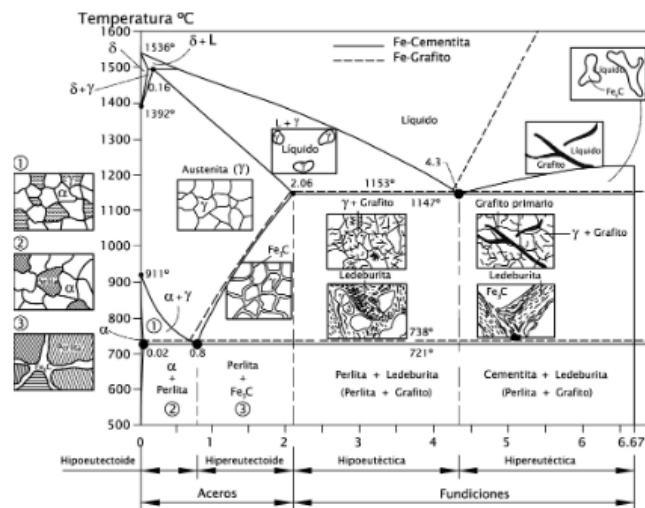 Temperatura ºC
1600
1500
1400
1300
1200
1100
1000
900
800
700
600
500
δ
δ+L
1536º
δ+γ
0.16
1392º
Fe-Cementita
Fe-Grafito
L + γ
Líquido
Líquido
Líquido
Fe₃C
Grafito
Líquido
4.3
Austenita (γ)
γ
2.06
1153º
1147º
γ + Grafito
Grafito primario
γ + Grafito
Ledeburita
Ledeburita
Fe₃C
Fe₃C
911º
α+γ
α
①
α
②
α
③
①
738º
721º
0.02
0.8
α
+
Perlita
②
Perlita
+
Fe₃C
③
Perlita + Ledeburita
(Perlita + Grafito)
Cementita + Ledeburita
(Perlita + Grafito)
0 1 2 3 4 5 6 6.67
Hipoeutectoide
Hipereutectoide
Hipoeutéctica
Hipereutéctica
Aceros
Fundiciones